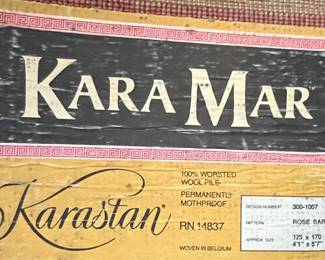 KARA MAR
Karastan
100% WORSTED
WOOL PILE
PERMANENTLY
MOTHPROOF
RN 14837
WOVEN IN BELGIUM
DESIGN NUMBER 300-1007
PATTERN ROSE
APPROX SIZE 125 x 170
4'1" x 5'7"